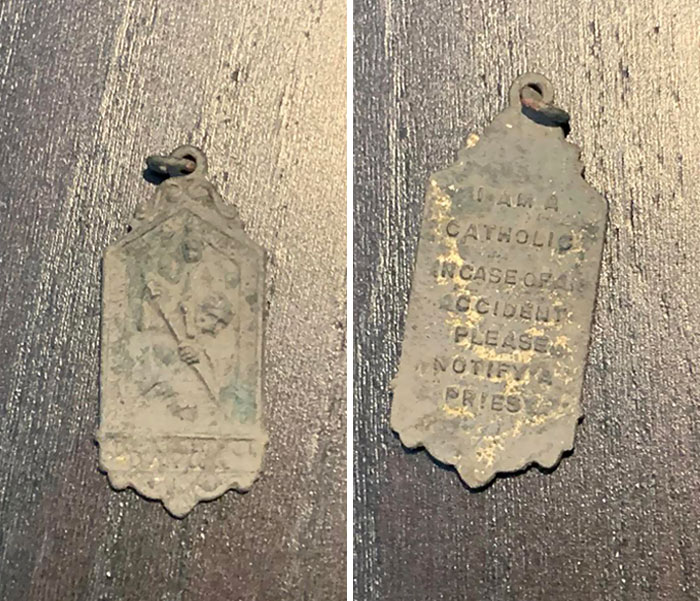 I AM A
CATHOLIC
IN CASE OF AN
ACCIDENT
PLEASE
NOTIFY A
PRIEST